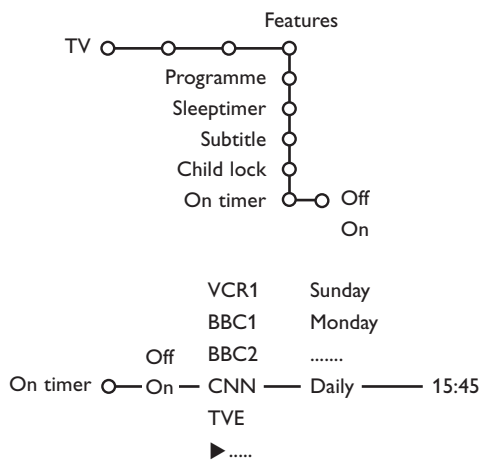 Features
TV
Programme
Sleeptimer
Subtitle
Child lock
On timer Off
On
VCR1 Sunday
BBC1 Monday
Off BBC2 .......
On timer On CNN Daily 15:45
TVE
▶ .....